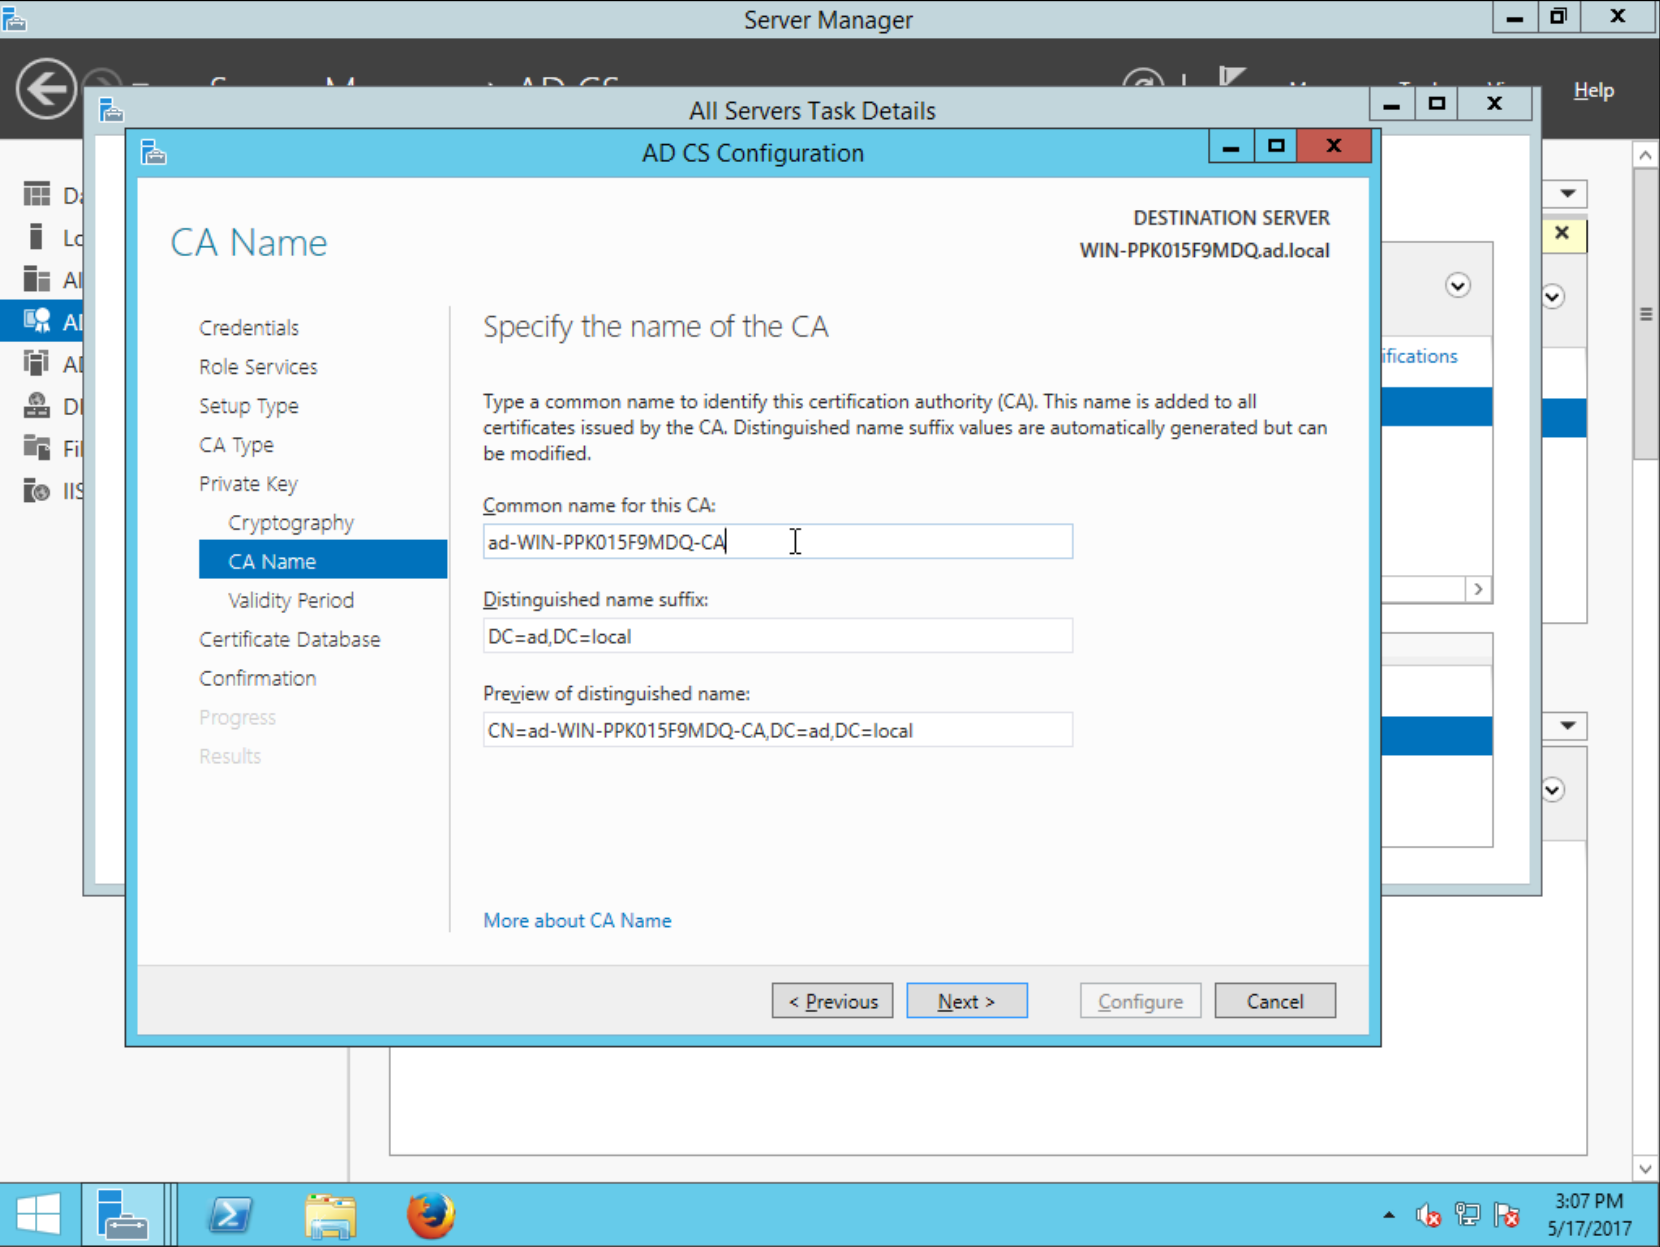 Server Manager
Help
All Servers Task Details
AD CS Configuration
DESTINATION SERVER
WIN-PPK015F9MDQ.ad.local
CA Name
Credentials
Role Services
Setup Type
CA Type
Private Key
Cryptography
CA Name
Validity Period
Certificate Database
Confirmation
Progress
Results
Specify the name of the CA
Type a common name to identify this certification authority (CA). This name is added to all
certificates issued by the CA. Distinguished name suffix values are automatically generated but can
be modified.
Common name for this CA:
ad-WIN-PPK015F9MDQ-CA
Distinguished name suffix:
DC=ad,DC=local
Preview of distinguished name:
CN=ad-WIN-PPK015F9MDQ-CA,DC=ad,DC=local
More about CA Name
< Previous
Next >
Configure
Cancel
3:07 PM
5/17/2017